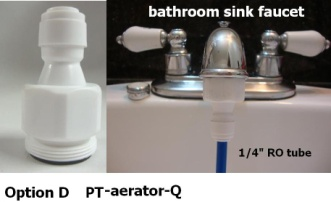 bathroom sink faucet
1/4" RO tube
Option D PT-aerator-Q